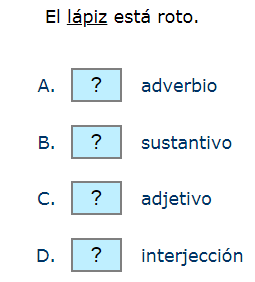 El lápiz está roto.
A. ? adverbio
B. ? sustantivo
C. ? adjetivo
D. ? interjección